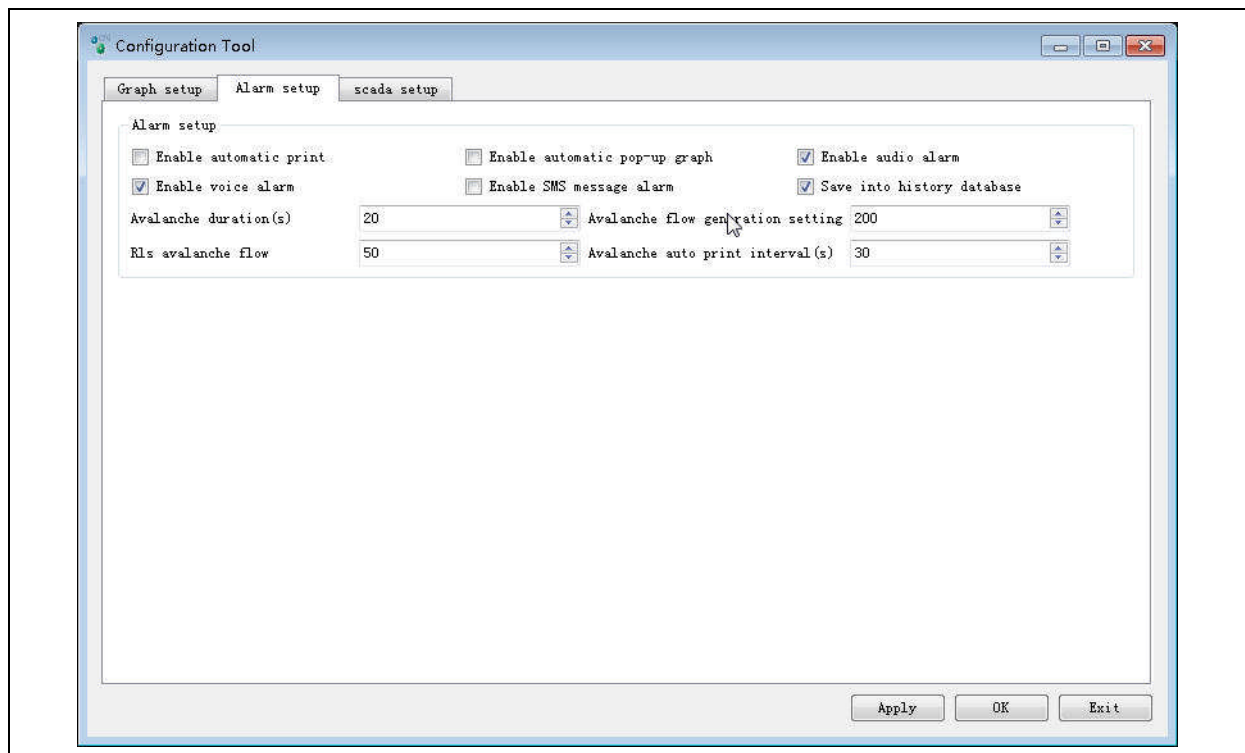 Configuration Tool
Graph setup Alarm setup scada setup
Alarm setup
Enable automatic print Enable automatic pop-up graph Enable audio alarm
Enable voice alarm Enable SMS message alarm Save into history database
Avalanche duration(s) 20 Avalanche flow generation setting 200
Rls avalanche flow 50 Avalanche auto print interval(s) 30
Apply OK Exit